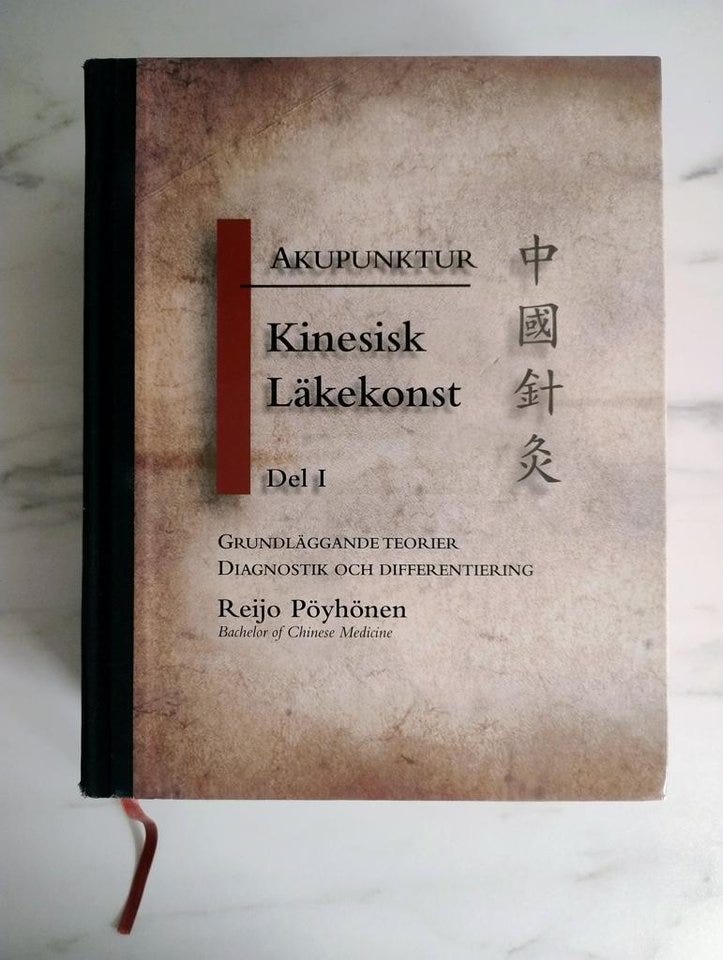 AKUPUNKTUR
Kinesisk
Läkekonst
Del I
中國針灸
GRUNDLÄGGANDE TEORIER
DIAGNOSTIK OCH DIFFERENTIERING
Reijo Pöyhönen
Bachelor of Chinese Medicine